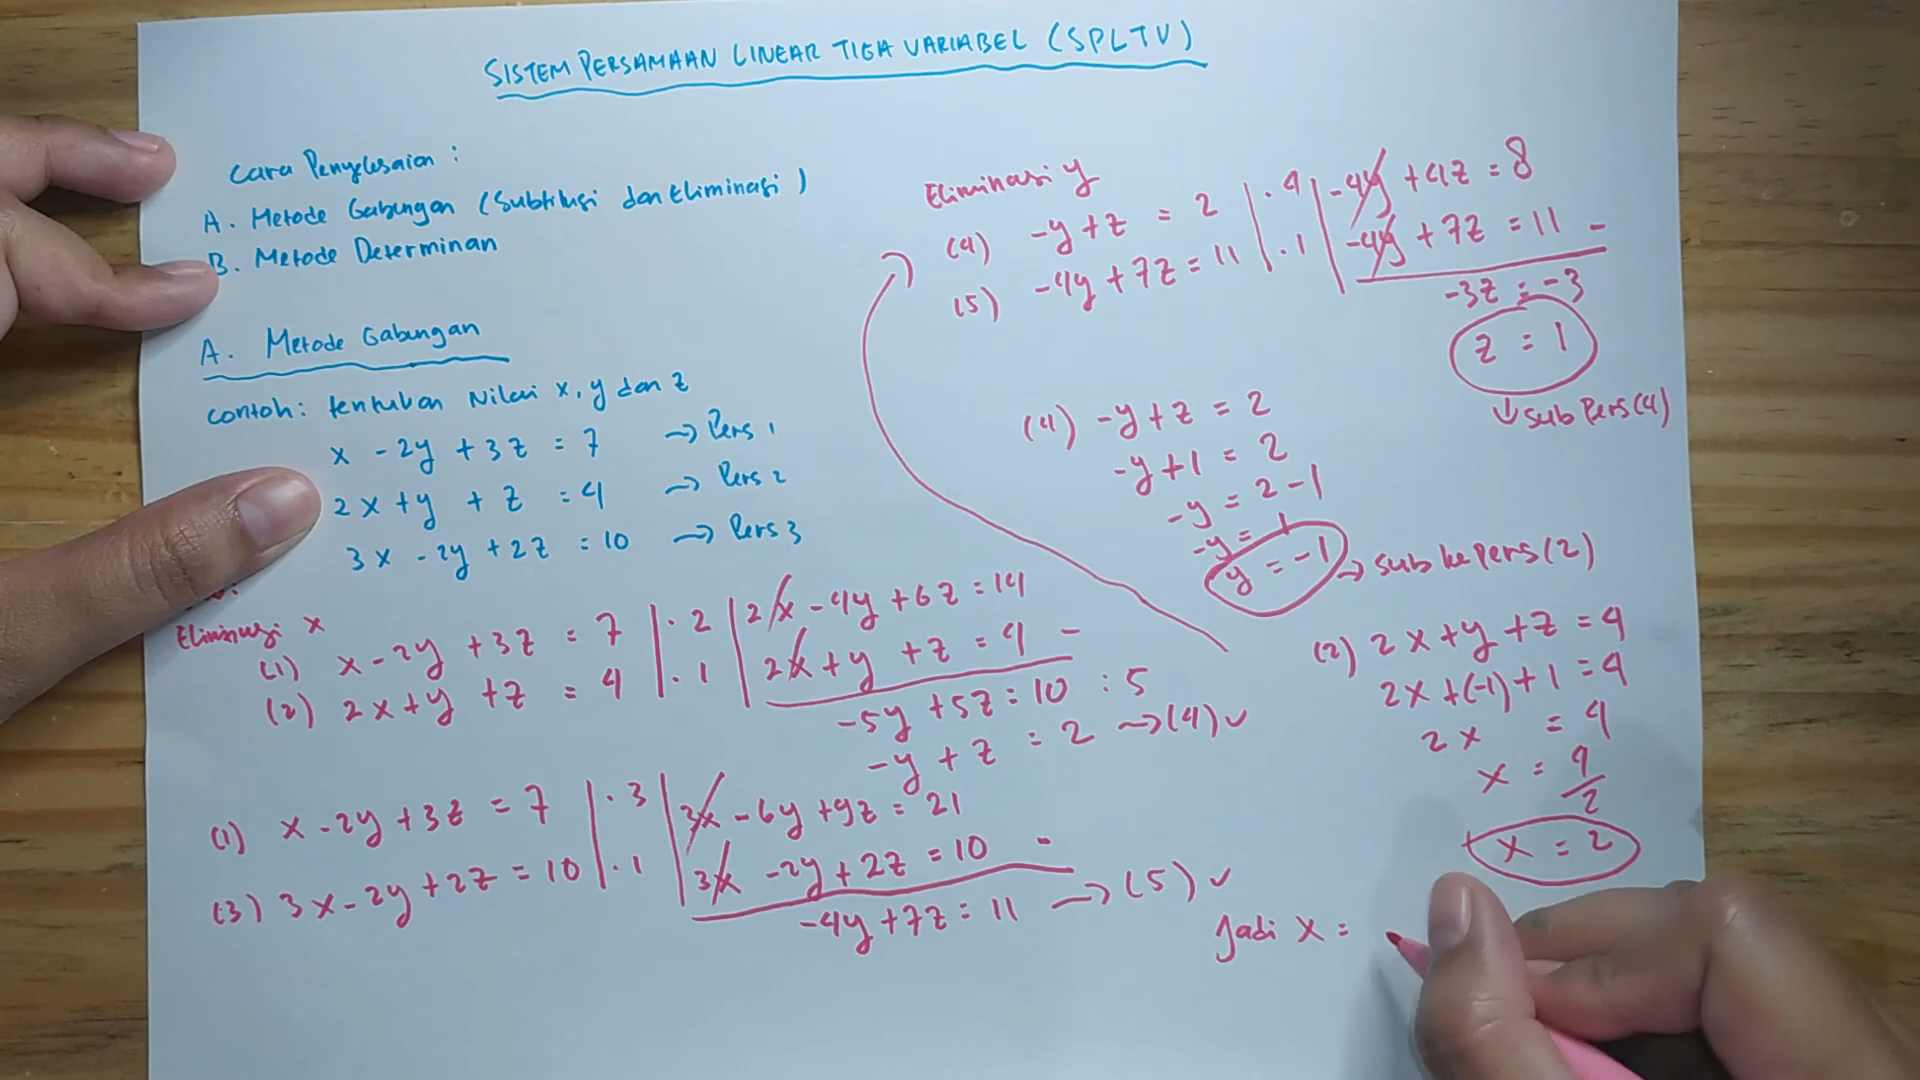 SISTEM PERSAMAAN LINEAR TIGA VARIABEL (SPLTV)
Cara Penyelesaian :
A. Metode Gabungan (Subtitusi dan Eliminasi)
B. Metode Determinan
A. Metode Gabungan
Contoh: tentukan Nilai x, y dan z
x - 2y + 3z = 7 → Pers 1
2x + y + z = 4 → Pers 2
3x - 2y + 2z = 10 → Pers 3
Eliminasi x
(1) x - 2y + 3z = 7 | . 2 | 2x - 4y + 6z = 14
(2) 2x + y + z = 4 | . 1 | 2x + y + z = 4 -
-5y + 5z = 10 : 5
-y + z = 2 → (4) ✓
(1) x - 2y + 3z = 7 | . 3 | 3x - 6y + 9z = 21
(3) 3x - 2y + 2z = 10 | . 1 | 3x - 2y + 2z = 10 -
-4y + 7z = 11 → (5) ✓
Eliminasi y
(4) -y + z = 2 | . 4 | -4y + 4z = 8
(5) -4y + 7z = 11 | . 1 | -4y + 7z = 11 -
-3z = -3
z = 1
↓ sub Pers (4)
(4) -y + z = 2
-y + 1 = 2
-y = 2 - 1
-y = 1
y = -1 → sub ke pers (2)
(2) 2x + y + z = 4
2x + (-1) + 1 = 4
2x = 4
x = 4/2
x = 2
Jadi x =